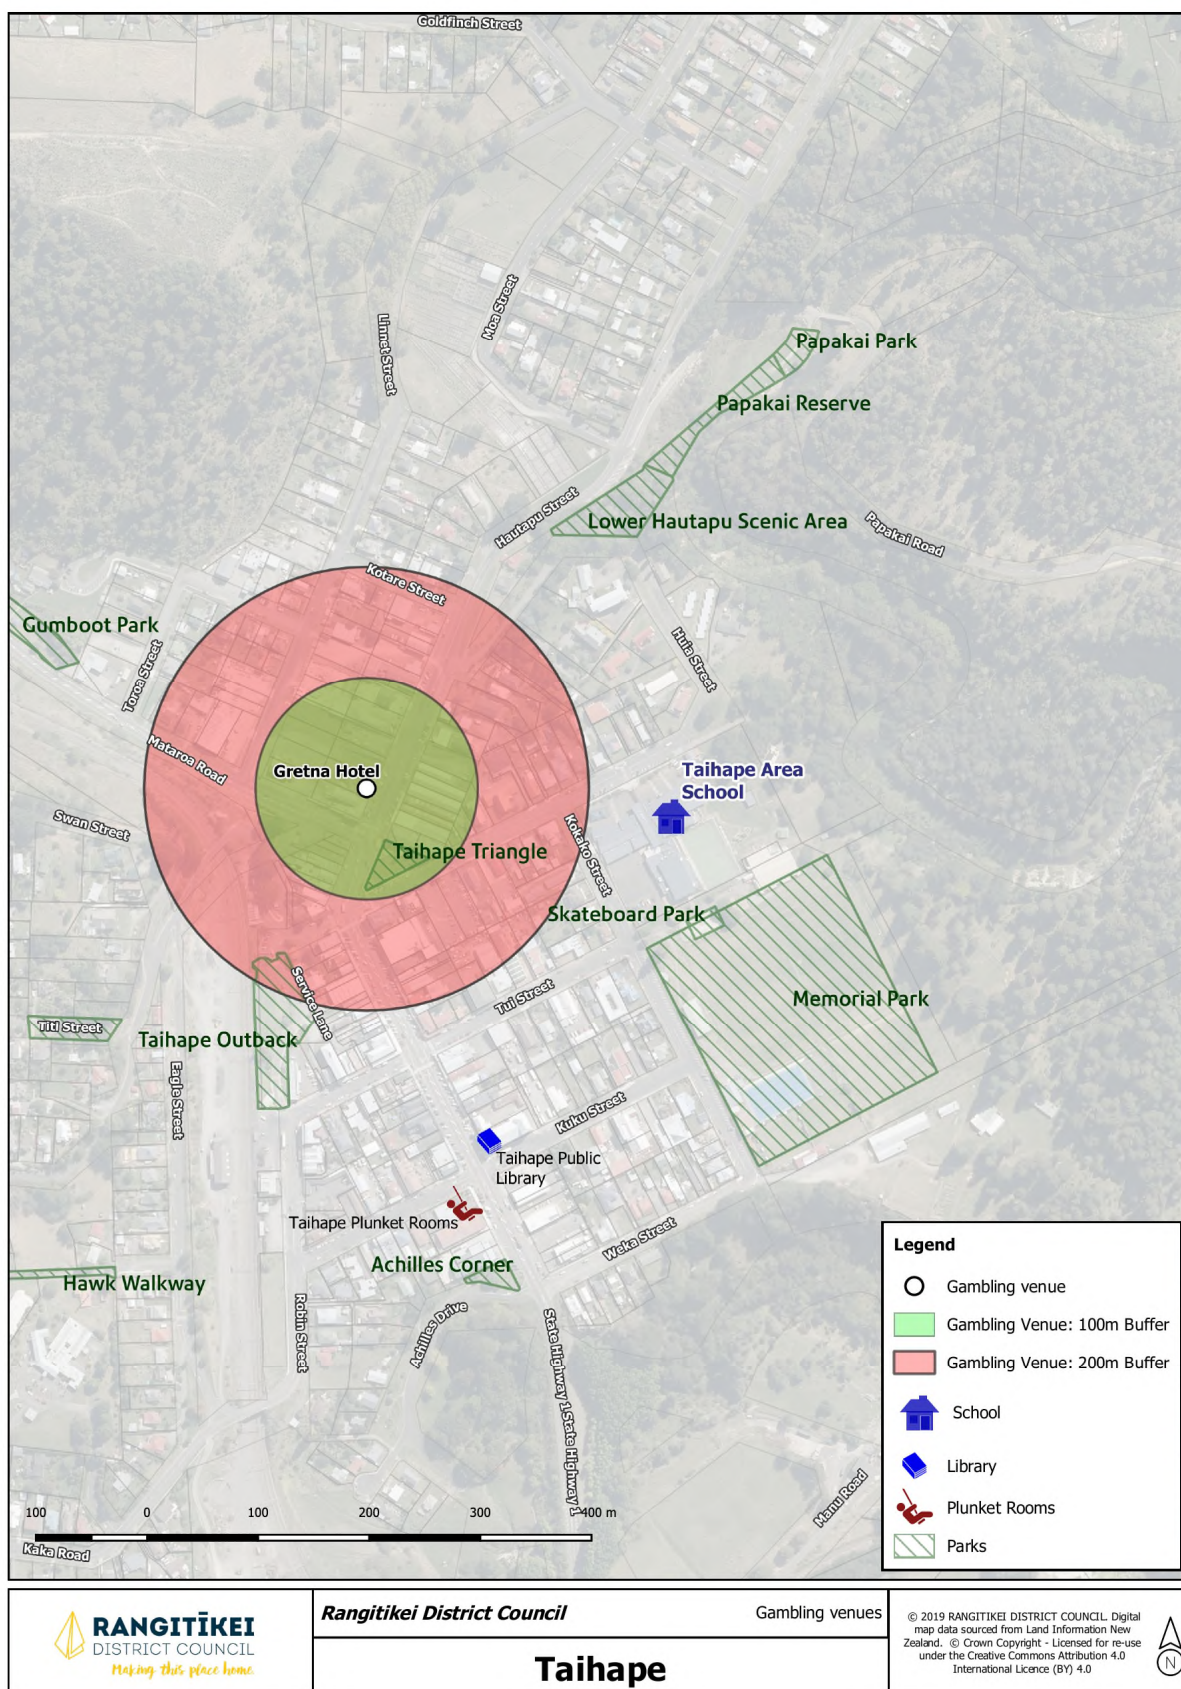 Goldfinch Street
Linnet Street
Moa Street
Papakai Park
Papakai Reserve
Hautapu Street
Lower Hautapu Scenic Area
Papakai Road
Kotare Street
Gumboot Park
Toroa Street
Huia Street
Mataroa Road
Gretna Hotel
Taihape Area
School
Swan Street
Taihape Triangle
Kokako Street
Skateboard Park
Service Lane
Tui Street
Memorial Park
Titi Street
Taihape Outback
Eagle Street
Kuku Street
Taihape Public
Library
Taihape Plunket Rooms
Weka Street
Achilles Corner
Hawk Walkway
Robin Street
Achilles Drive
State Highway 1
State Highway 1
Manu Road
Kaka Road
100 0 100 200 300 400 m
Legend
Gambling venue
Gambling Venue: 100m Buffer
Gambling Venue: 200m Buffer
School
Library
Plunket Rooms
Parks
RANGITĪKEI
DISTRICT COUNCIL
Making this place home.
Rangitikei District Council
Gambling venues
Taihape
© 2019 RANGITIKEI DISTRICT COUNCIL. Digital
map data sourced from Land Information New
Zealand. © Crown Copyright - Licensed for re-use
under the Creative Commons Attribution 4.0
International Licence (BY) 4.0
N